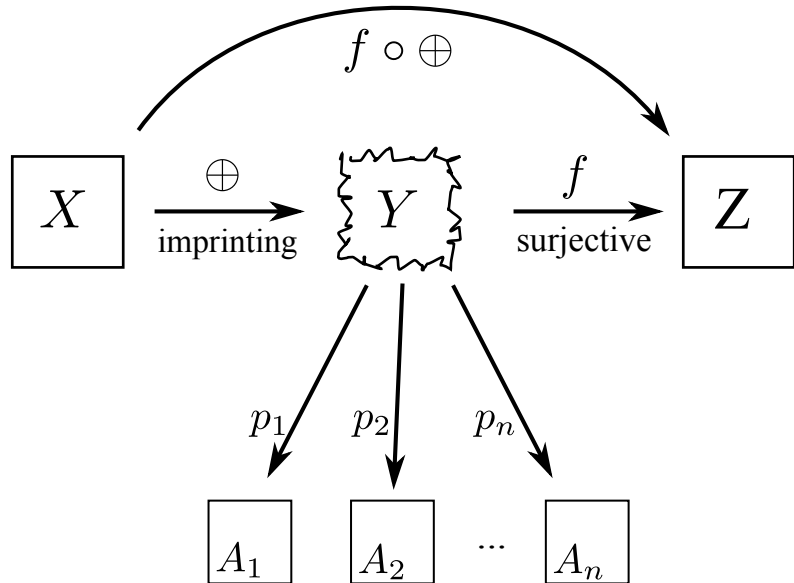 f ∘ ⊕
X ⊕ Y f Z
imprinting surjective
p₁ p₂ pₙ
A₁ A₂ ... Aₙ